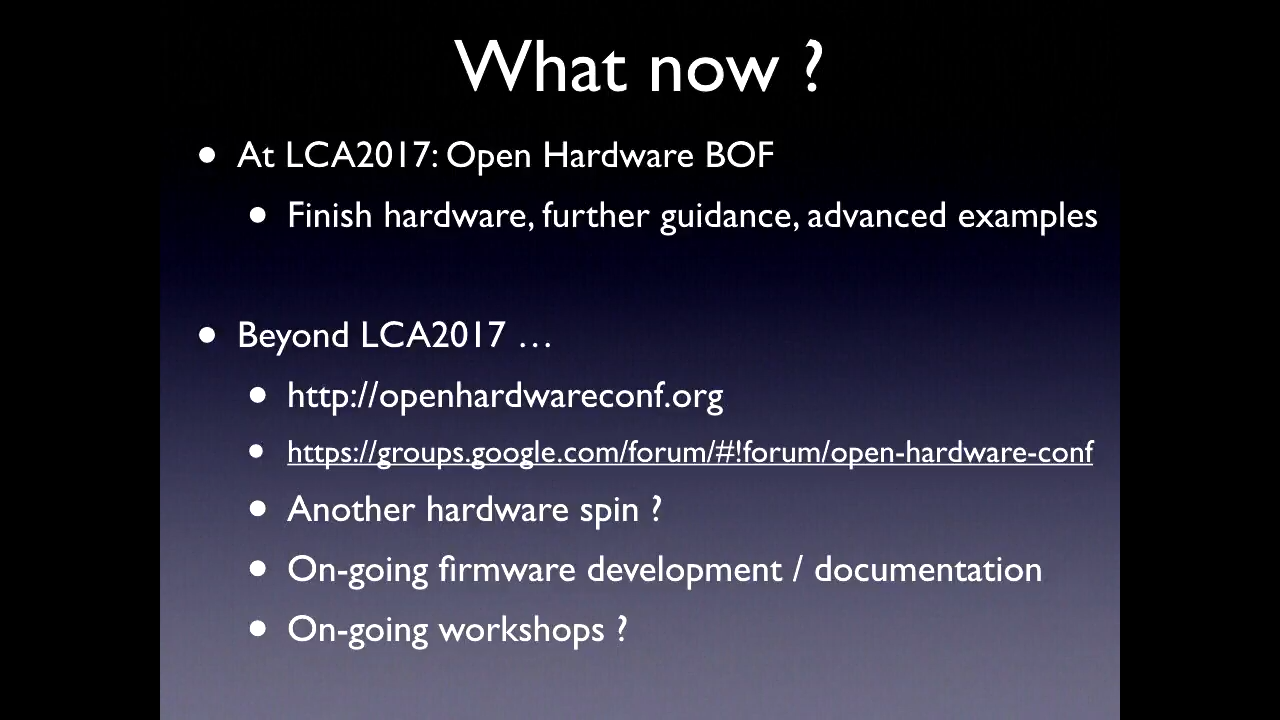 What now ?
• At LCA2017: Open Hardware BOF
• Finish hardware, further guidance, advanced examples
• Beyond LCA2017 …
• http://openhardwareconf.org
• https://groups.google.com/forum/#!forum/open-hardware-conf
• Another hardware spin ?
• On-going firmware development / documentation
• On-going workshops ?